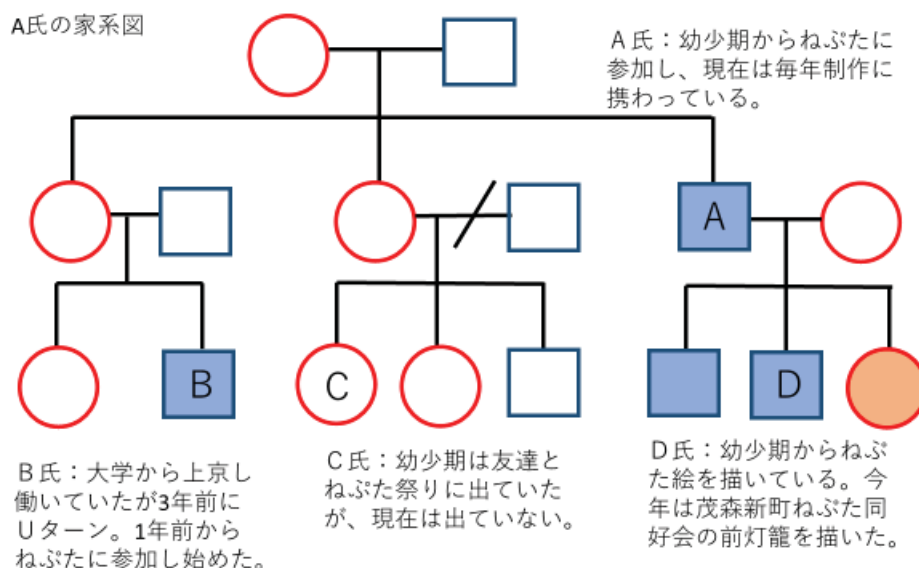 A氏の家系図
A氏：幼少期からねぷたに
参加し、現在は毎年制作に
携わっている。
A
B
C
D
B氏：大学から上京し
働いていたが3年前に
Uターン。1年前から
ねぷたに参加し始めた。
C氏：幼少期は友達と
ねぷた祭りに出ていた
が、現在は出ていない。
D氏：幼少期からねぷ
た絵を描いている。今
年は茂森新町ねぷた同
好会の前灯籠を描いた。